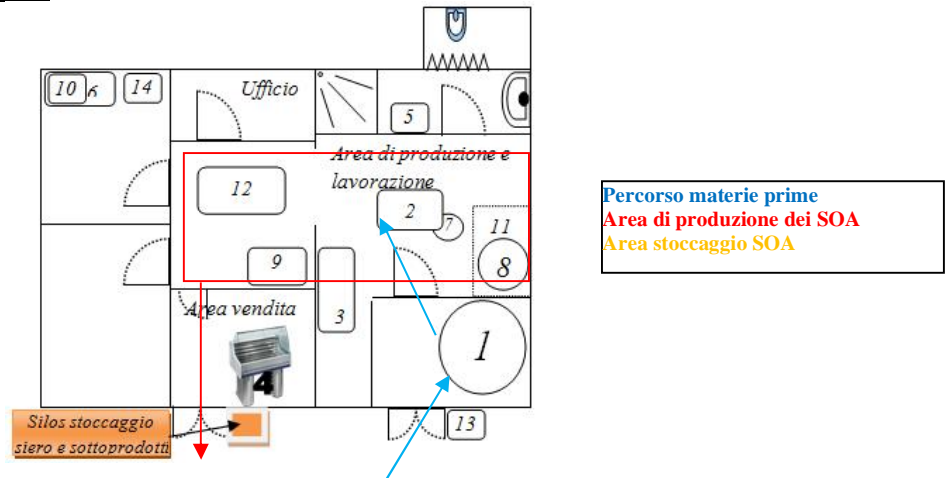 10
6
14
Ufficio
5
Area di produzione e
lavorazione
12
2
7
11
8
9
3
Area vendita
4
1
13
Silos stoccaggio
siero e sottoprodotti
Percorso materie prime
Area di produzione dei SOA
Area stoccaggio SOA